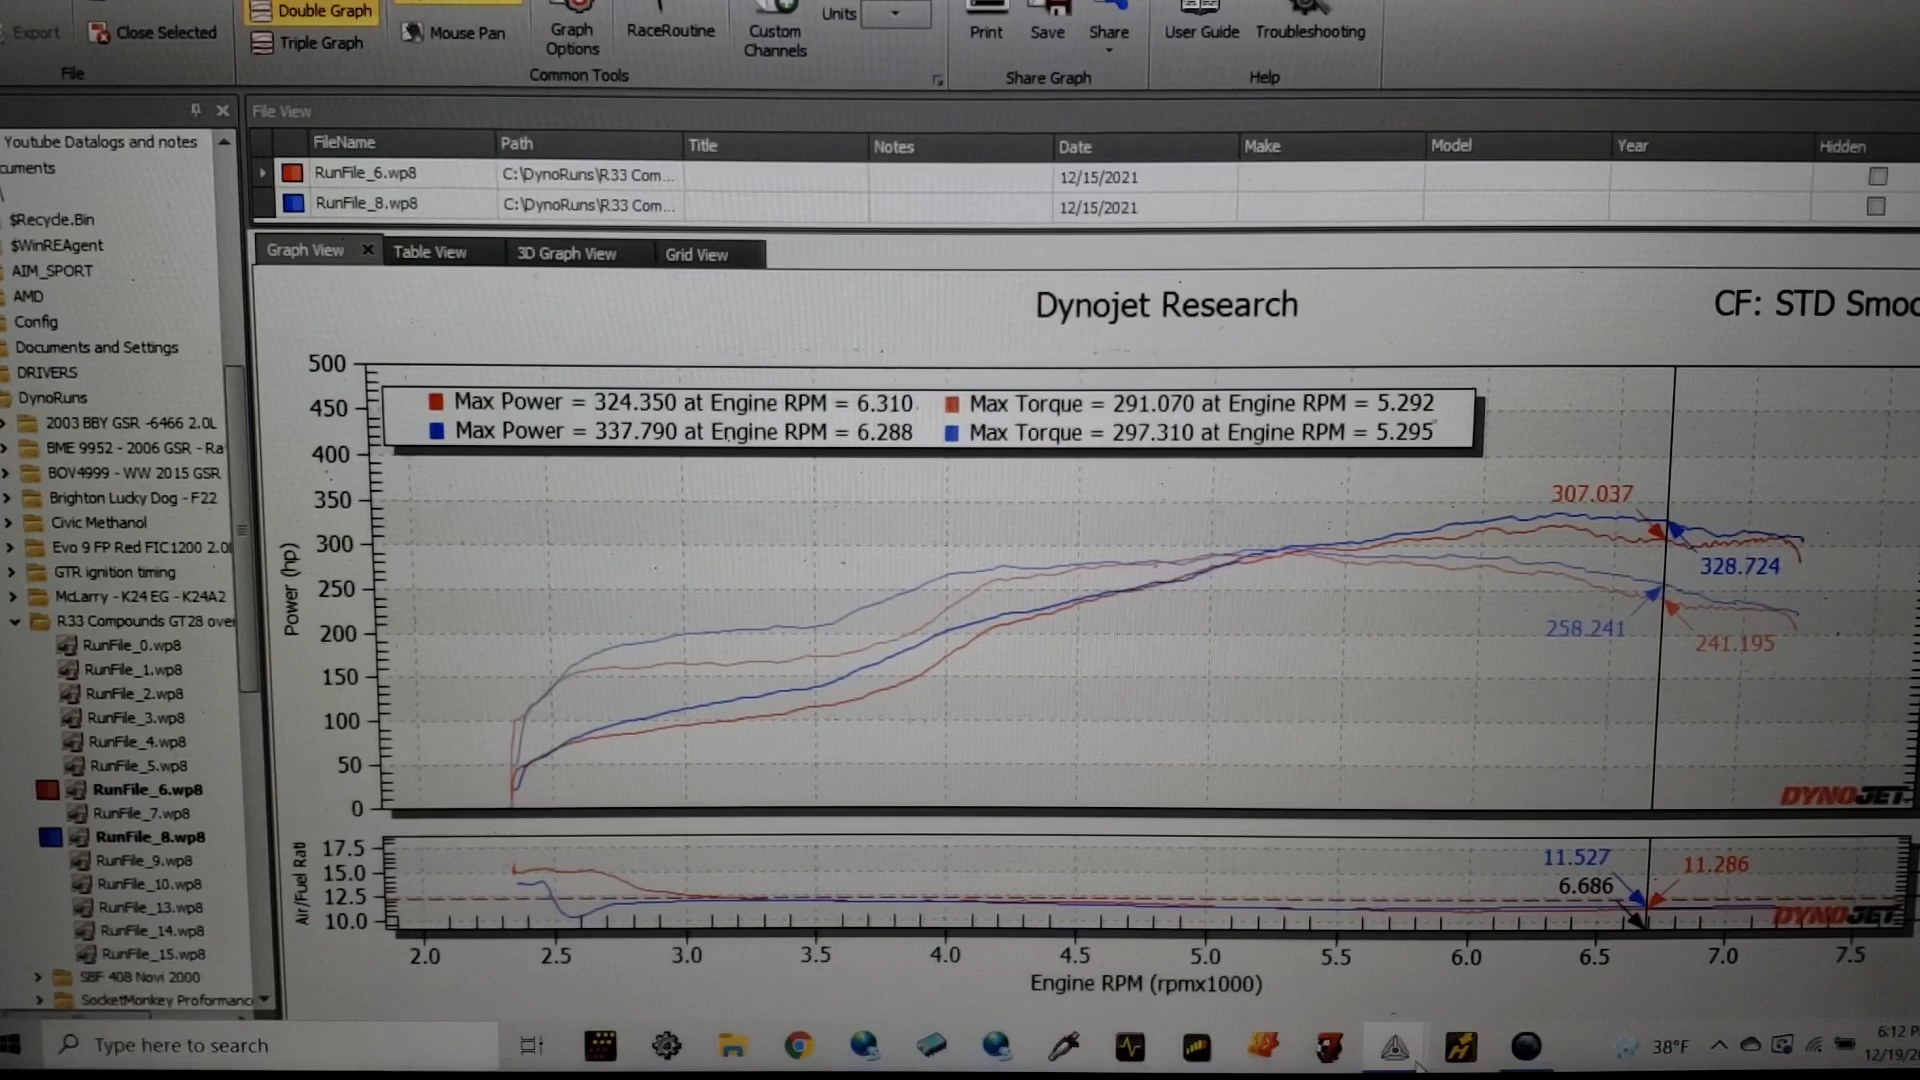 Export
Close Selected
Double Graph
Triple Graph
Mouse Pan
Graph Options
RaceRoutine
Custom Channels
Units
Print
Save
Share
User Guide
Troubleshooting
File
Common Tools
Share Graph
Help
File View
FileName Path Title Notes Date Make Model Year Hidden
RunFile_6.wp8 C:\DynoRuns\R33 Com... 12/15/2021
RunFile_8.wp8 C:\DynoRuns\R33 Com... 12/15/2021
Graph View Table View 3D Graph View Grid View
Youtube Datalogs and notes
cuments
\
$Recycle.Bin
$WinREAgent
AIM_SPORT
AMD
Config
Documents and Settings
DRIVERS
DynoRuns
2003 BBY GSR -6466 2.0L
BME 9952 - 2006 GSR - Ra
BOV4999 - WW 2015 GSR
Brighton Lucky Dog - F22
Civic Methanol
Evo 9 FP Red FIC1200 2.0l
GTR ignition timing
McLarry - K24 EG - K24A2
R33 Compounds GT28 over
RunFile_0.wp8
RunFile_1.wp8
RunFile_2.wp8
RunFile_3.wp8
RunFile_4.wp8
RunFile_5.wp8
RunFile_6.wp8
RunFile_7.wp8
RunFile_8.wp8
RunFile_9.wp8
RunFile_10.wp8
RunFile_13.wp8
RunFile_14.wp8
RunFile_15.wp8
SBF 408 Novi 2000
SocketMonkey Proformanc
Dynojet Research
CF: STD Smoo
Max Power = 324.350 at Engine RPM = 6.310 Max Torque = 291.070 at Engine RPM = 5.292
Max Power = 337.790 at Engine RPM = 6.288 Max Torque = 297.310 at Engine RPM = 5.295
Power (hp)
500
450
400
350
300
250
200
150
100
50
0
307.037
328.724
258.241
241.195
DYNOJET
Air/Fuel Rati
17.5
15.0
12.5
10.0
11.527
11.286
6.686
DYNOJET
2.0 2.5 3.0 3.5 4.0 4.5 5.0 5.5 6.0 6.5 7.0 7.5
Engine RPM (rpmx1000)
Type here to search
38°F
6:12 P
12/19/20